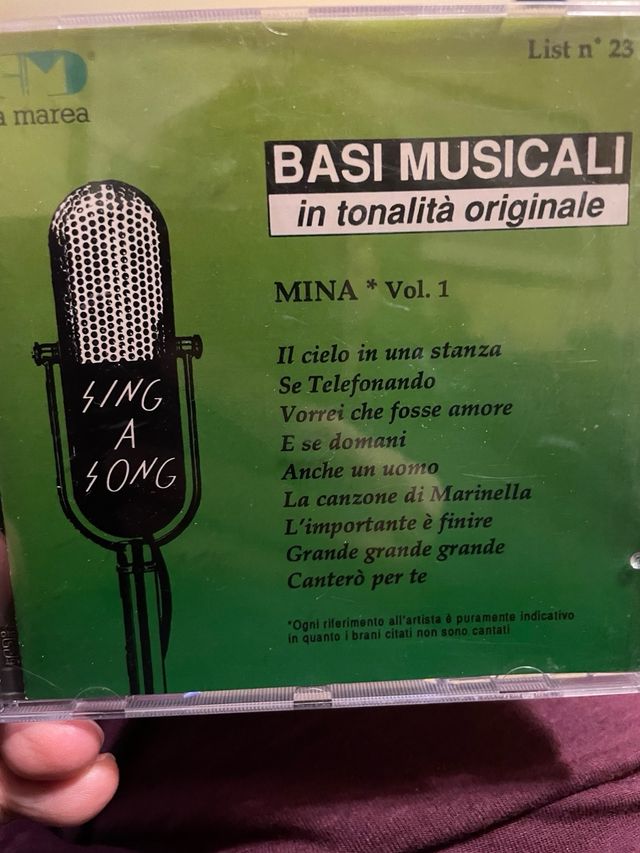 List n° 23
a marea
BASI MUSICALI
in tonalità originale
MINA * Vol. 1
Il cielo in una stanza
Se Telefonando
Vorrei che fosse amore
E se domani
Anche un uomo
La canzone di Marinella
L'importante è finire
Grande grande grande
Canterò per te
SING
A
SONG
*Ogni riferimento all'artista è puramente indicativo
in quanto i brani citati non sono cantati